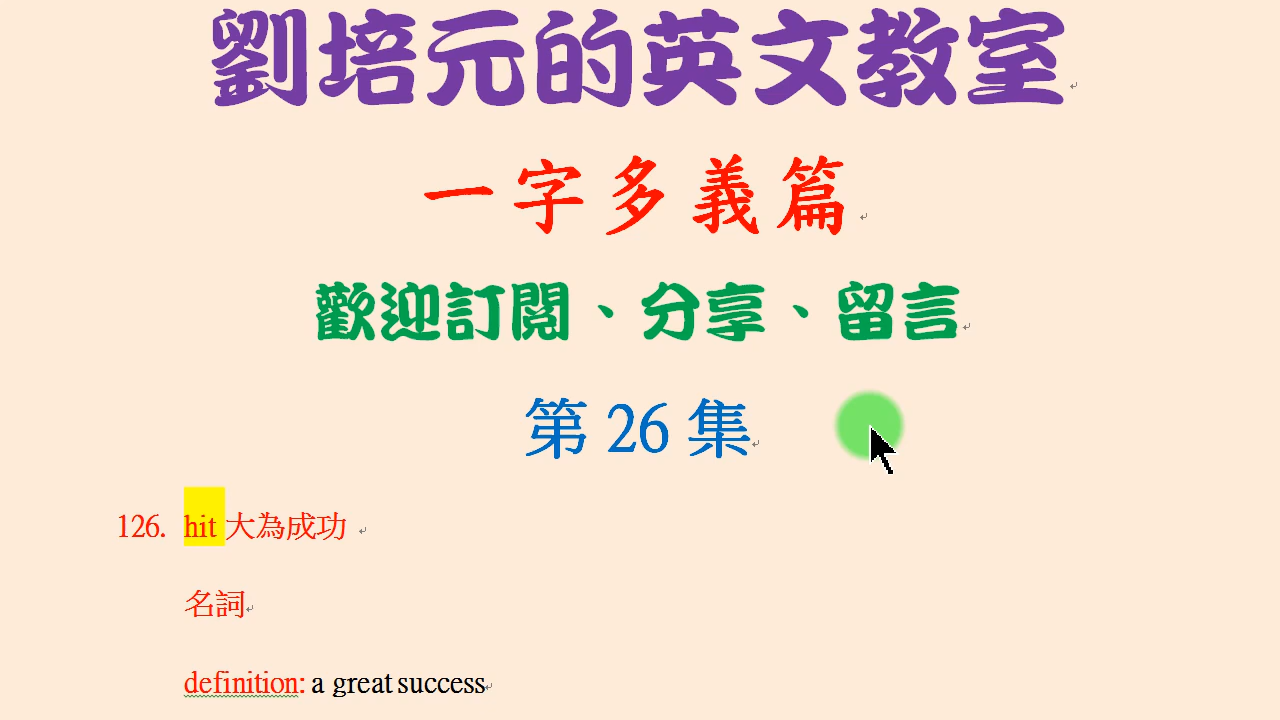 劉培元的英文教室
一字多義篇
歡迎訂閱、分享、留言
第 26 集
126. hit 大為成功
名詞
definition: a great success